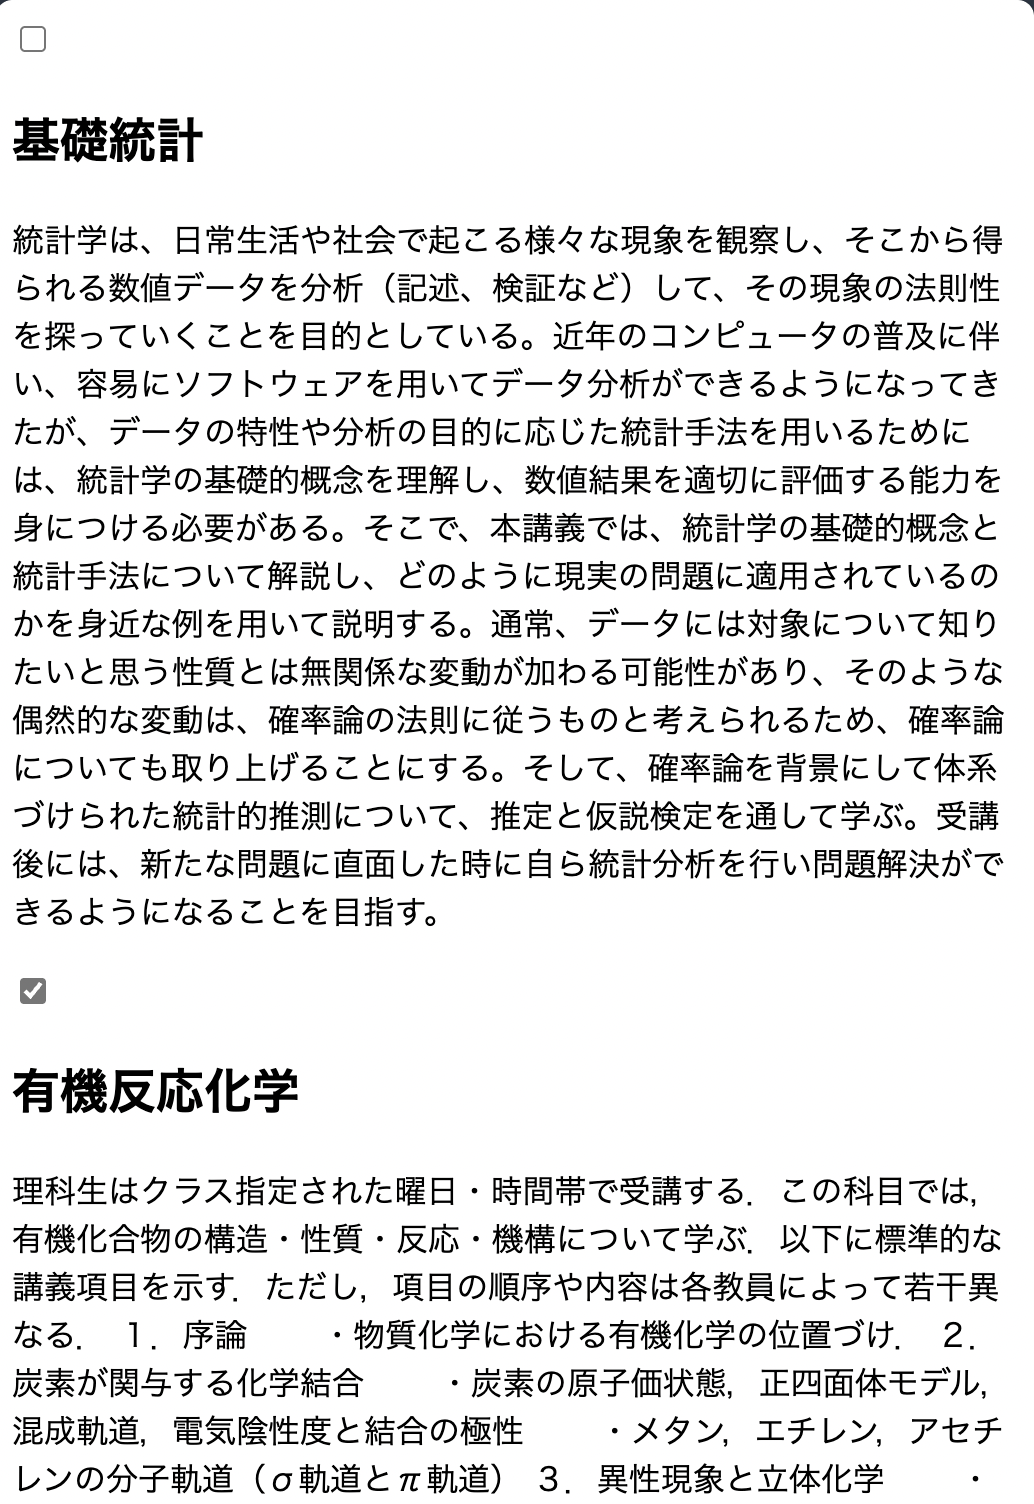 基礎統計
統計学は、日常生活や社会で起こる様々な現象を観察し、そこから得
られる数値データを分析（記述、検証など）して、その現象の法則性
を探っていくことを目的としている。近年のコンピュータの普及に伴
い、容易にソフトウェアを用いてデータ分析ができるようになってき
たが、データの特性や分析の目的に応じた統計手法を用いるために
は、統計学の基礎的概念を理解し、数値結果を適切に評価する能力を
身につける必要がある。そこで、本講義では、統計学の基礎的概念と
統計手法について解説し、どのように現実の問題に適用されているの
かを身近な例を用いて説明する。通常、データには対象について知り
たいと思う性質とは無関係な変動が加わる可能性があり、そのような
偶然的な変動は、確率論の法則に従うものと考えられるため、確率論
についても取り上げることにする。そして、確率論を背景にして体系
づけられた統計的推測について、推定と仮説検定を通して学ぶ。受講
後には、新たな問題に直面した時に自ら統計分析を行い問題解決がで
きるようになることを目指す。
有機反応化学
理科生はクラス指定された曜日・時間帯で受講する．この科目では，
有機化合物の構造・性質・反応・機構について学ぶ．以下に標準的な
講義項目を示す．ただし，項目の順序や内容は各教員によって若干異
なる．　１．序論　　　・物質化学における有機化学の位置づけ．　２．
炭素が関与する化学結合　　　・炭素の原子価状態，正四面体モデル，
混成軌道，電気陰性度と結合の極性　　　・メタン，エチレン，アセチ
レンの分子軌道（σ軌道とπ軌道）　３．異性現象と立体化学　　　・